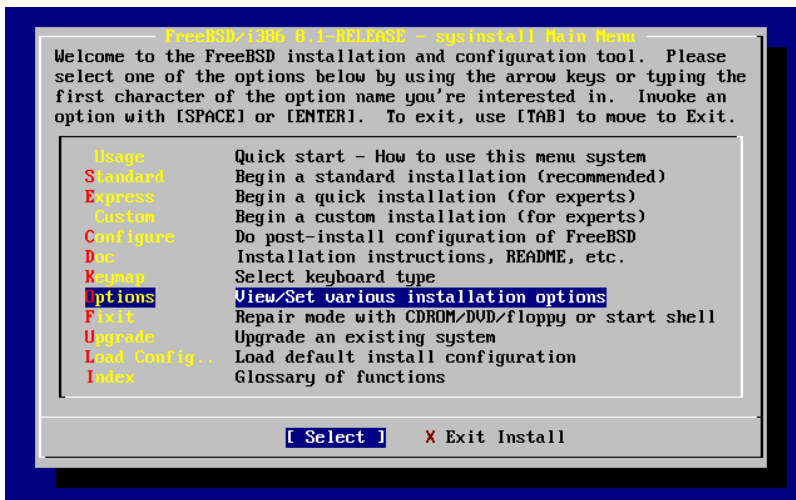 FreeBSD/i386 8.1-RELEASE - sysinstall Main Menu
Welcome to the FreeBSD installation and configuration tool.  Please
select one of the options below by using the arrow keys or typing the
first character of the option name you're interested in.  Invoke an
option with [SPACE] or [ENTER].  To exit, use [TAB] to move to Exit.
Usage Quick start - How to use this menu system
Standard Begin a standard installation (recommended)
Express Begin a quick installation (for experts)
Custom Begin a custom installation (for experts)
Configure Do post-install configuration of FreeBSD
Doc Installation instructions, README, etc.
Keymap Select keyboard type
Options View/Set various installation options
Fixit Repair mode with CDROM/DVD/floppy or start shell
Upgrade Upgrade an existing system
Load Config.. Load default install configuration
Index Glossary of functions
[ Select ] X Exit Install